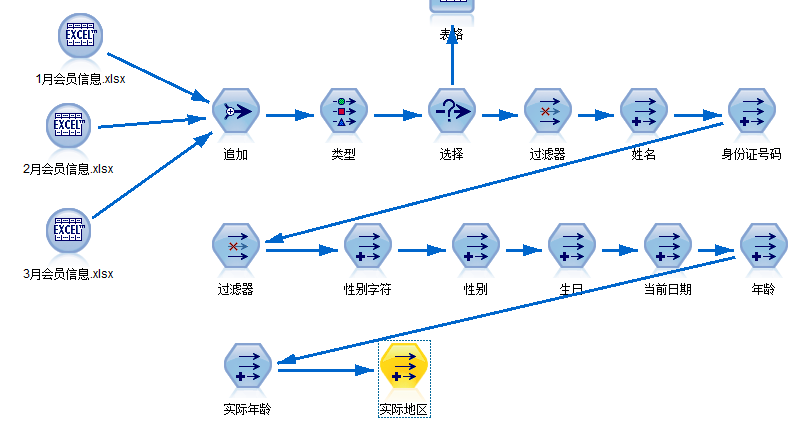 表格
EXCEL™
1月会员信息.xlsx
EXCEL™
2月会员信息.xlsx
EXCEL™
3月会员信息.xlsx
追加
类型
选择
过滤器
姓名
身份证号码
过滤器
性别字符
性别
生日
当前日期
年龄
实际年龄
实际地区